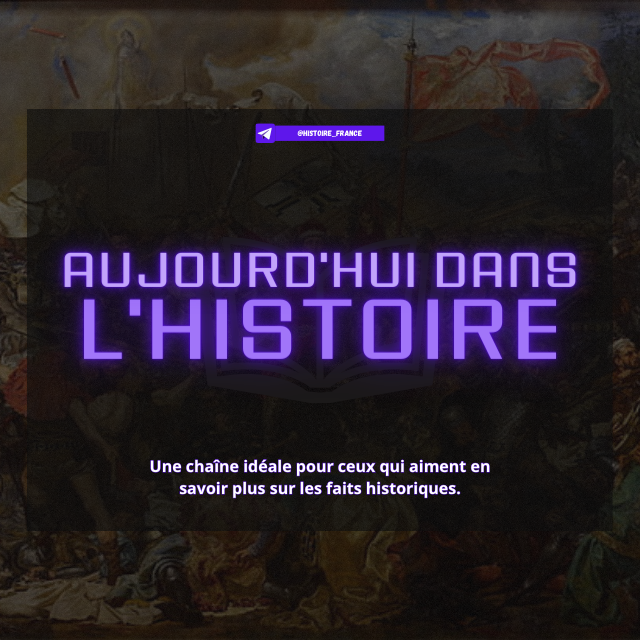 @HISTOIRE_FRANCE
AUJOURD'HUI DANS
L'HISTOIRE
Une chaîne idéale pour ceux qui aiment en
savoir plus sur les faits historiques.